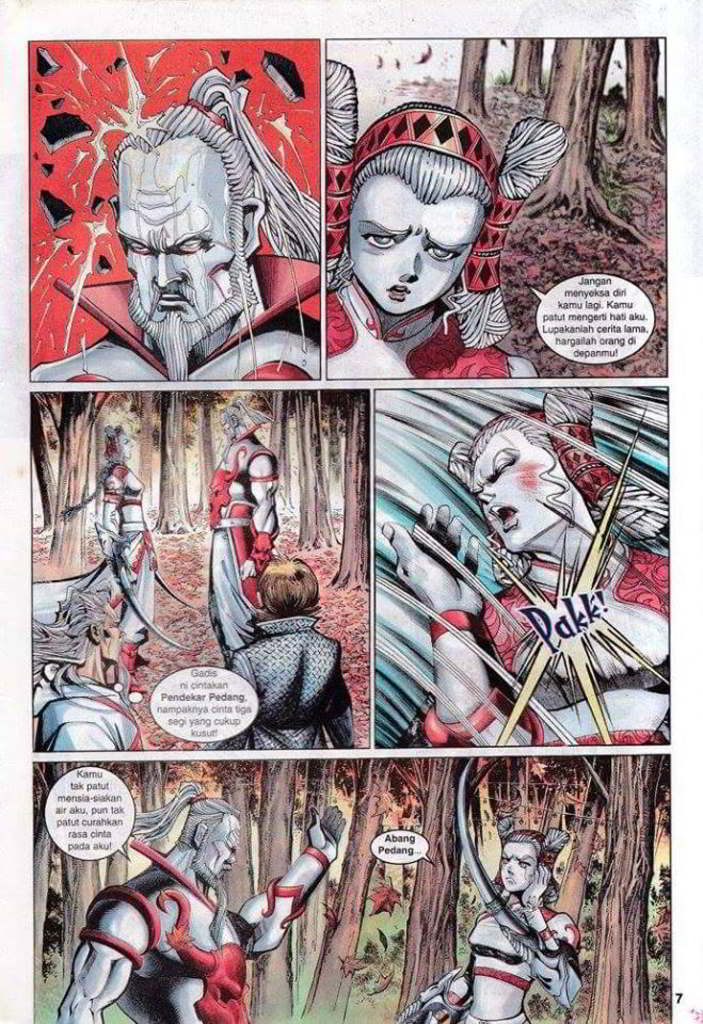 Jangan
menyeksa diri
kamu lagi. Kamu
patut mengerti hati aku.
Lupakanlah cerita lama,
hargailah orang di
depanmu!
Gadis
ni cintakan
Pendekar Pedang,
nampaknya cinta tiga
segi yang cukup
kusut!
Pakk!
Kamu
tak patut
mensia-siakan
air aku, pun tak
patut curahkan
rasa cinta
pada aku!
Abang
Pedang...
7